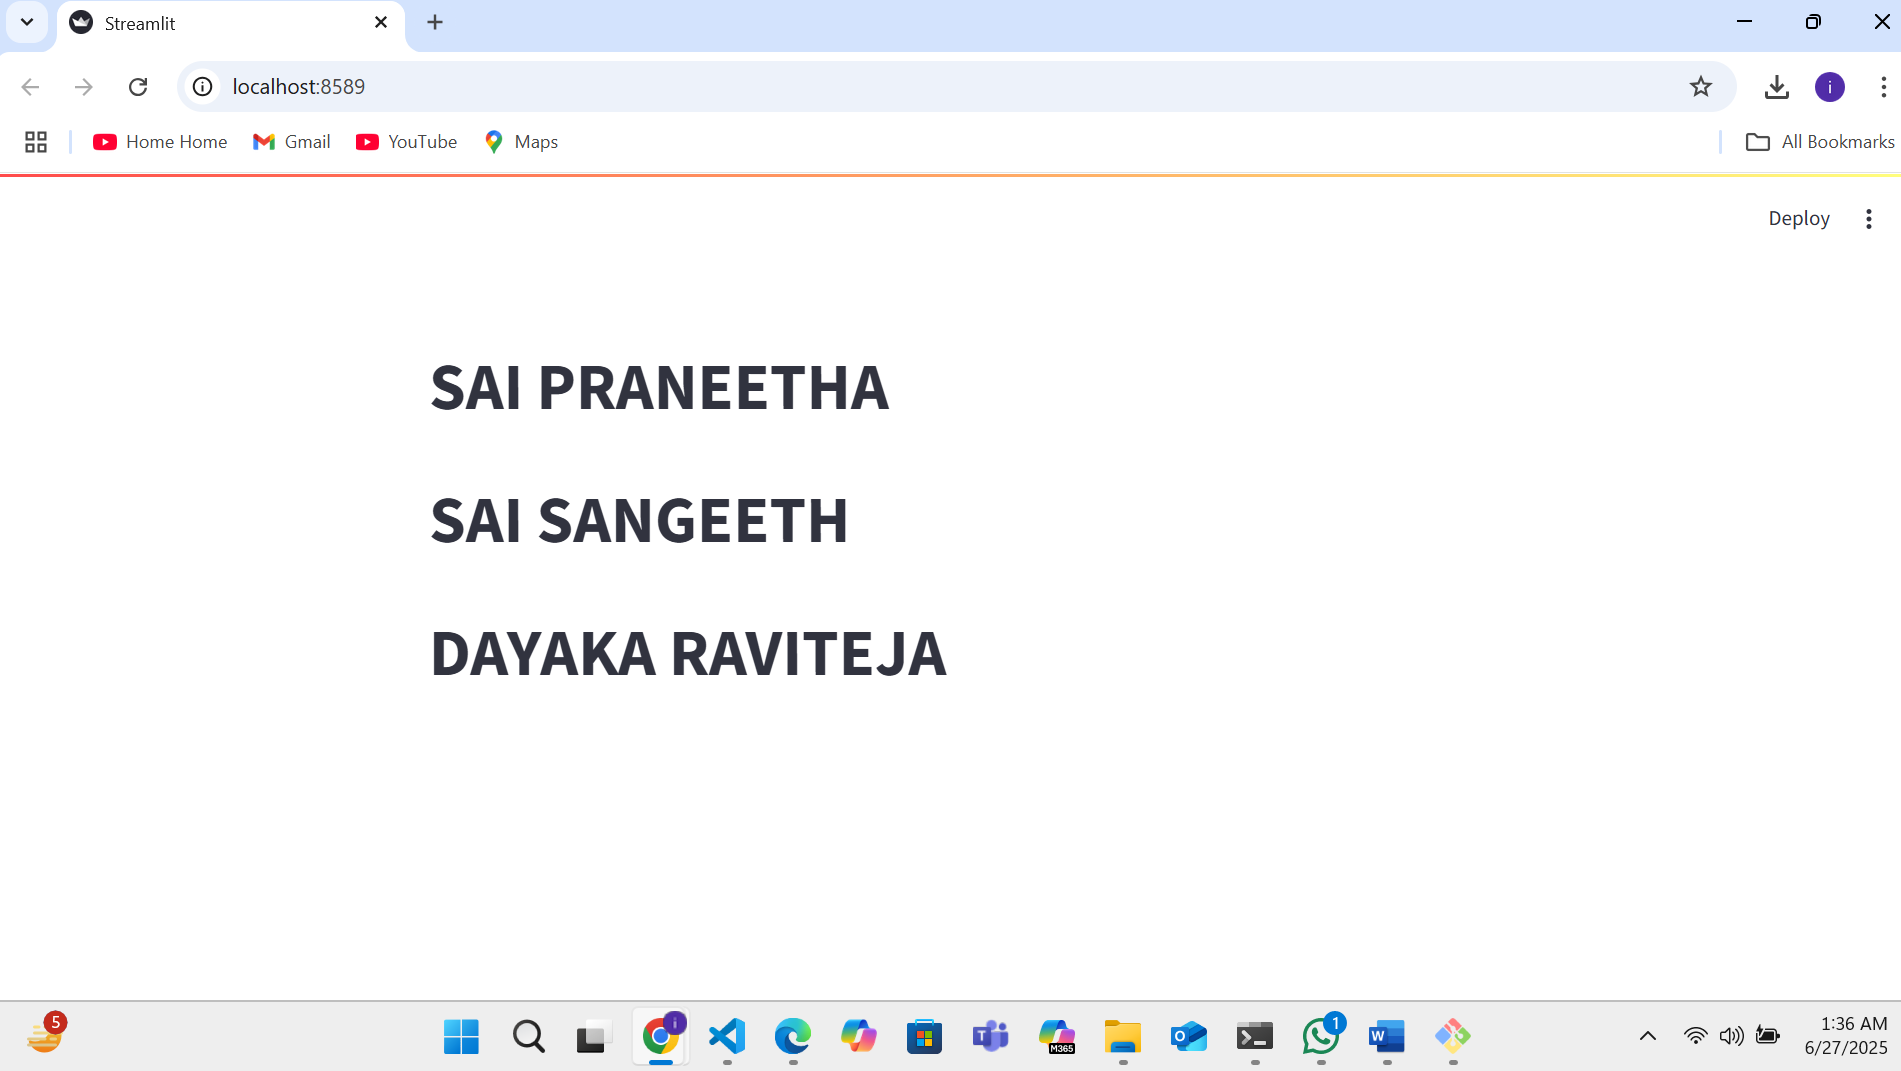 Streamlit
localhost:8589
i
Home Home
Gmail
YouTube
Maps
All Bookmarks
Deploy
SAI PRANEETHA
SAI SANGEETH
DAYAKA RAVITEJA
5
i
T
M365
O
1
W
1:36 AM
6/27/2025